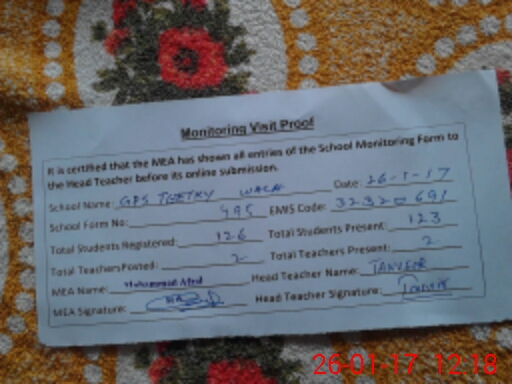 Monitoring Visit Proof
It is certified that the MEA has shown all entries of the School Monitoring Form to
the Head Teacher before its online submission.
School Name: GPS WALA Date: 26-1-17
School Form No: 495 EMIS Code:
Total Students Registered: 126 Total Students Present: 123
Total Teachers Posted: 2 Total Teachers Present: 2
MEA Name: Muhammad Afzal Head Teacher Name: TANVEER
MEA Signature: Head Teacher Signature:
26-01-17 12:18